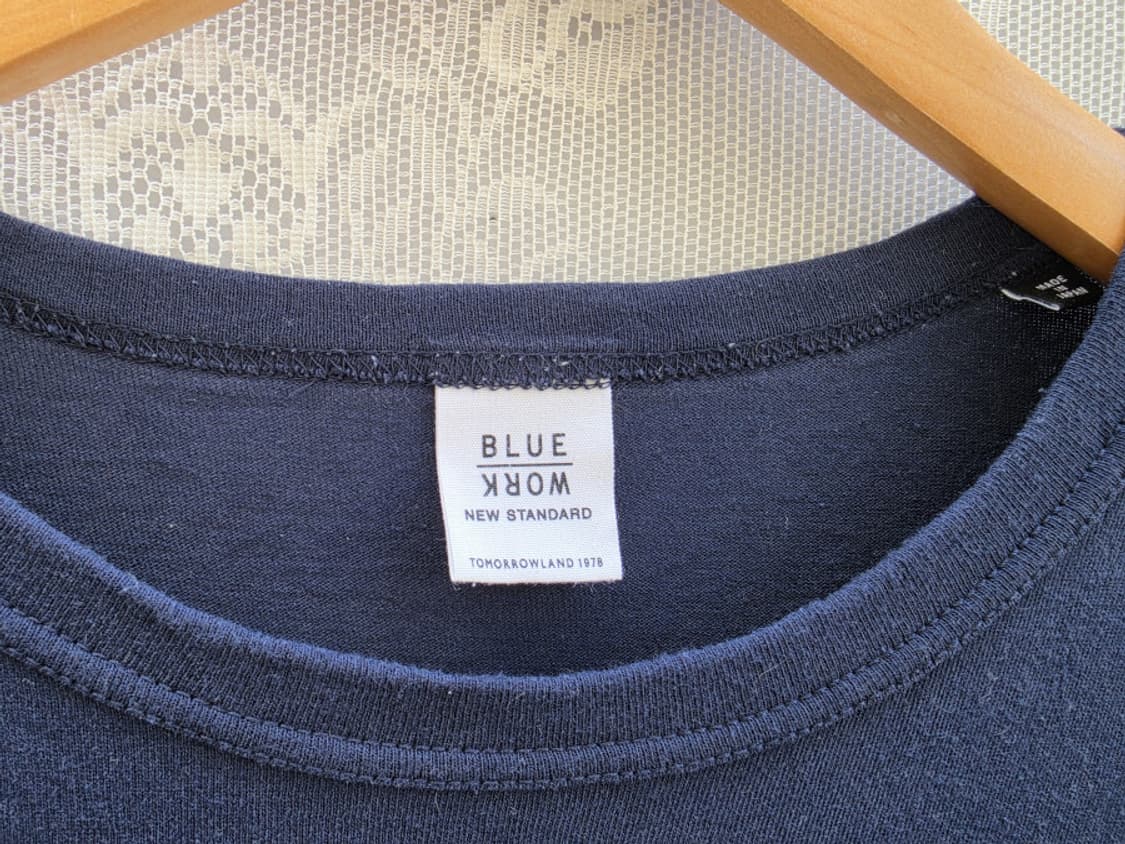 BLUE
WORK
NEW STANDARD
TOMORROWLAND 1978
MADE
IN
JAPAN